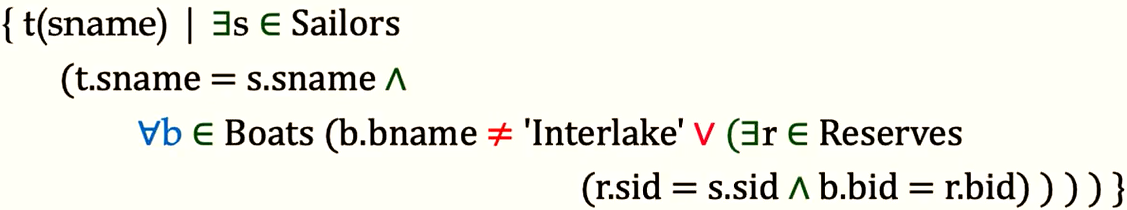 { t(sname) | ∃s ∈ Sailors
(t.sname = s.sname ∧
∀b ∈ Boats (b.bname ≠ 'Interlake' ∨ (∃r ∈ Reserves
(r.sid = s.sid ∧ b.bid = r.bid) ) ) ) }